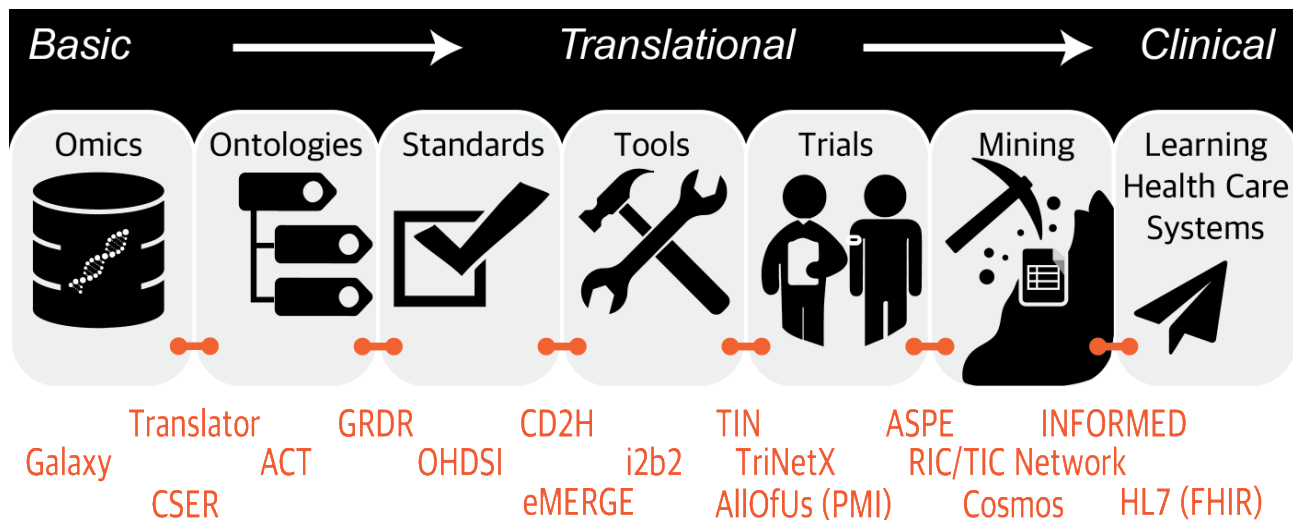 Basic Translational Clinical
Omics Ontologies Standards Tools Trials Mining Learning
Health Care
Systems
Translator GRDR CD2H TIN ASPE INFORMED
Galaxy ACT OHDSI i2b2 TriNetX RIC/TIC Network
CSER eMERGE AllOfUs (PMI) Cosmos HL7 (FHIR)